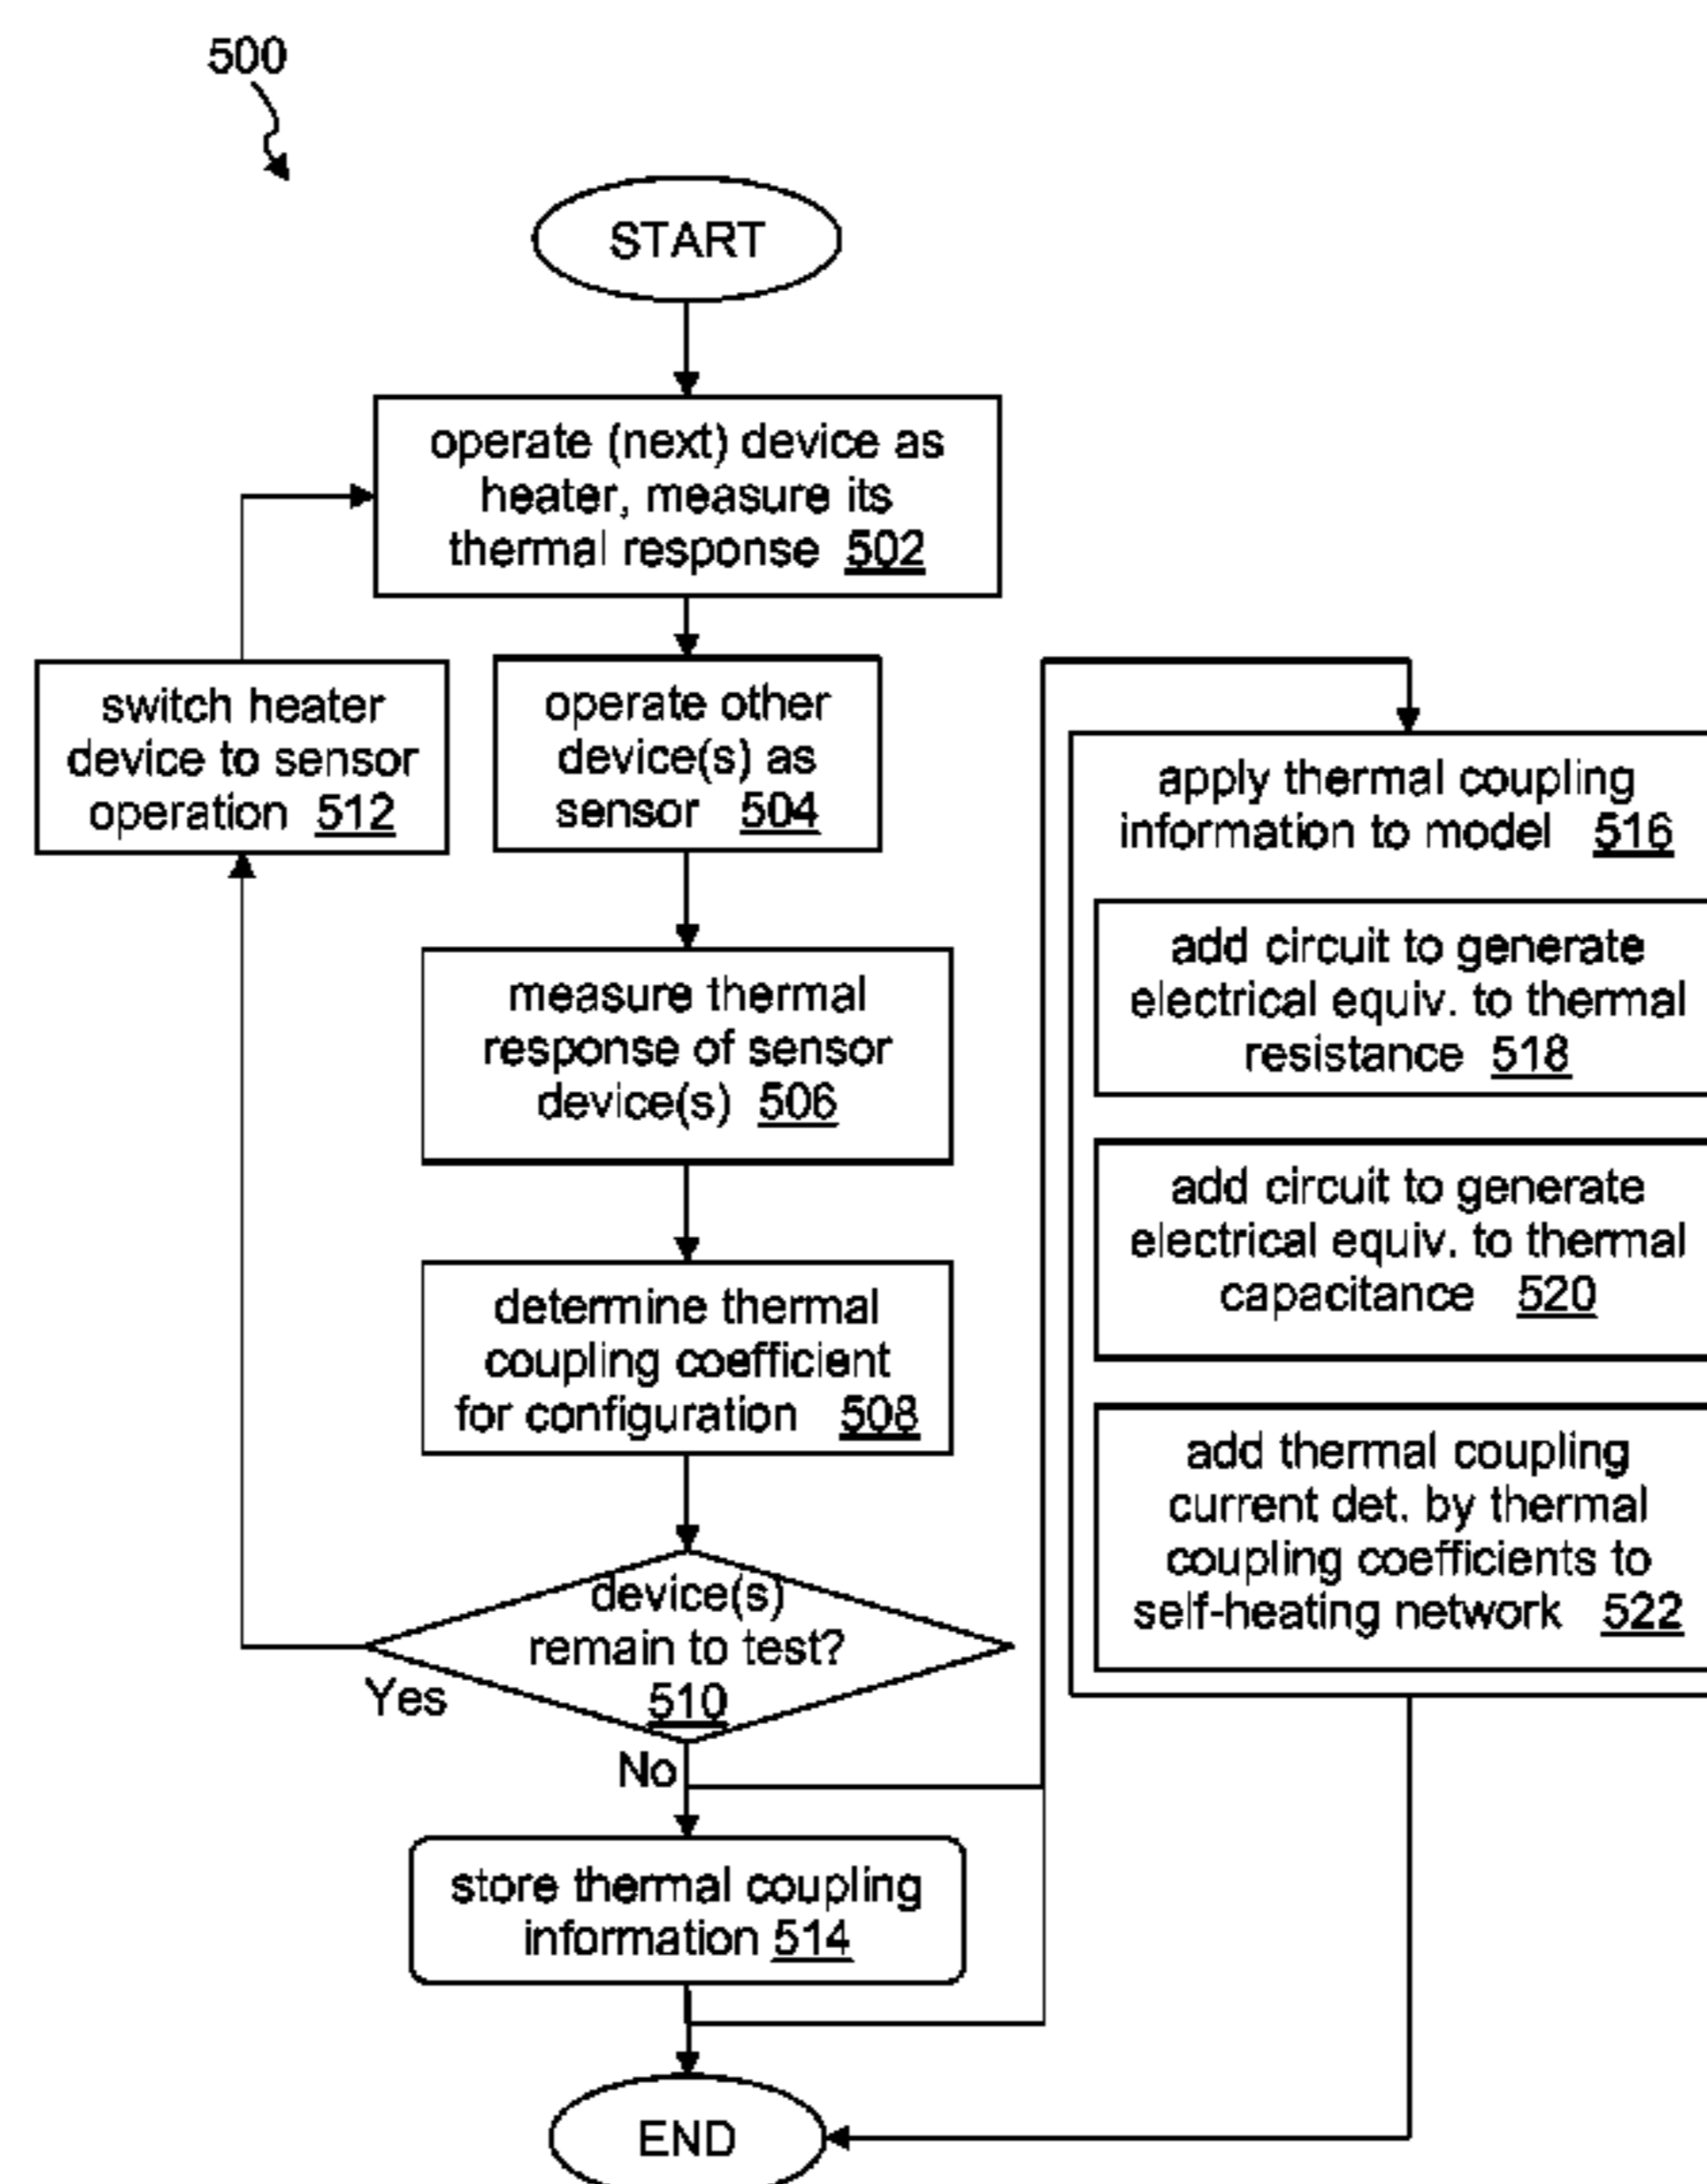 500
START
operate (next) device as
heater, measure its
thermal response 502
switch heater
device to sensor
operation 512
operate other
device(s) as
sensor 504
measure thermal
response of sensor
device(s) 506
determine thermal
coupling coefficient
for configuration 508
device(s)
remain to test?
510
Yes
No
store thermal coupling
information 514
END
apply thermal coupling
information to model 516
add circuit to generate
electrical equiv. to thermal
resistance 518
add circuit to generate
electrical equiv. to thermal
capacitance 520
add thermal coupling
current det. by thermal
coupling coefficients to
self-heating network 522